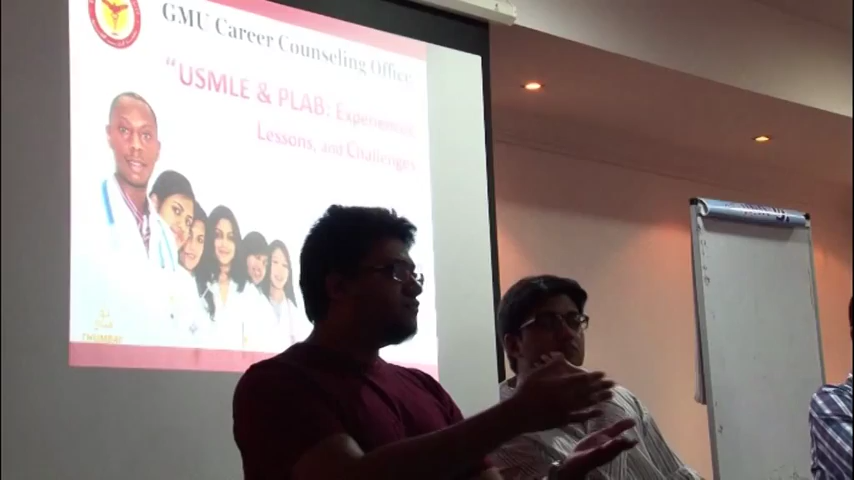 GMU Career Counseling Office
"USMLE & PLAB: Experiences
Lessons, and Challenges
THUMBAY